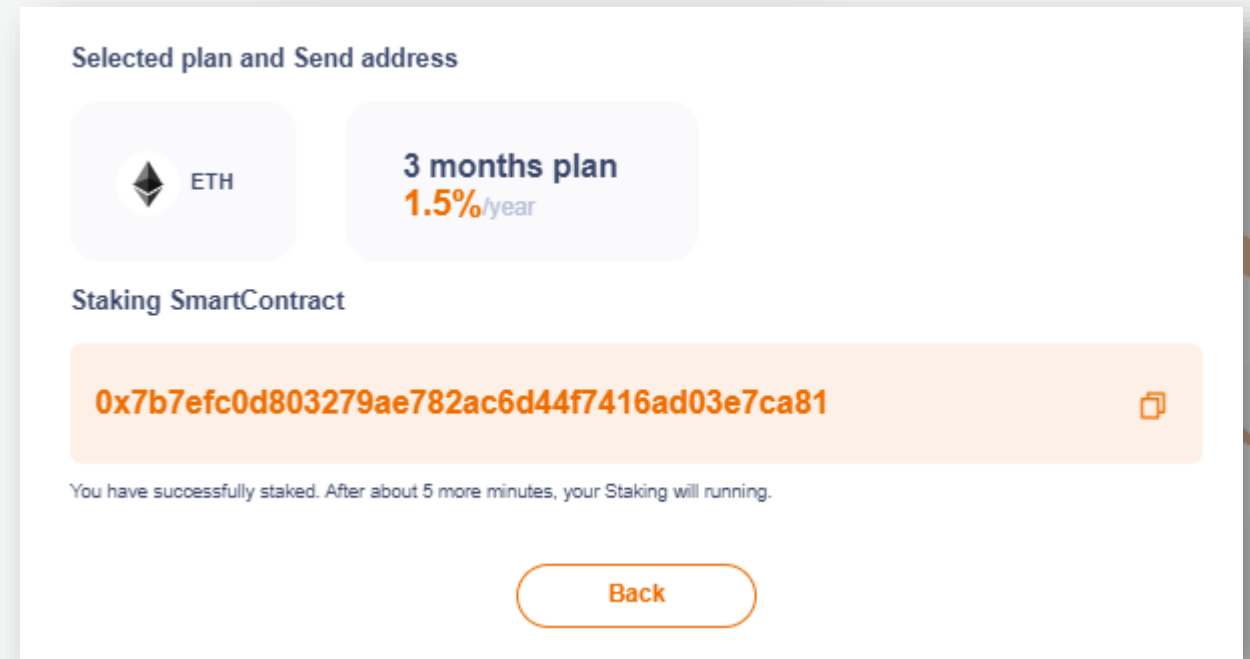 Selected plan and Send address
ETH
3 months plan
1.5%/year
Staking SmartContract
0x7b7efc0d803279ae782ac6d44f7416ad03e7ca81
You have successfully staked. After about 5 more minutes, your Staking will running.
Back